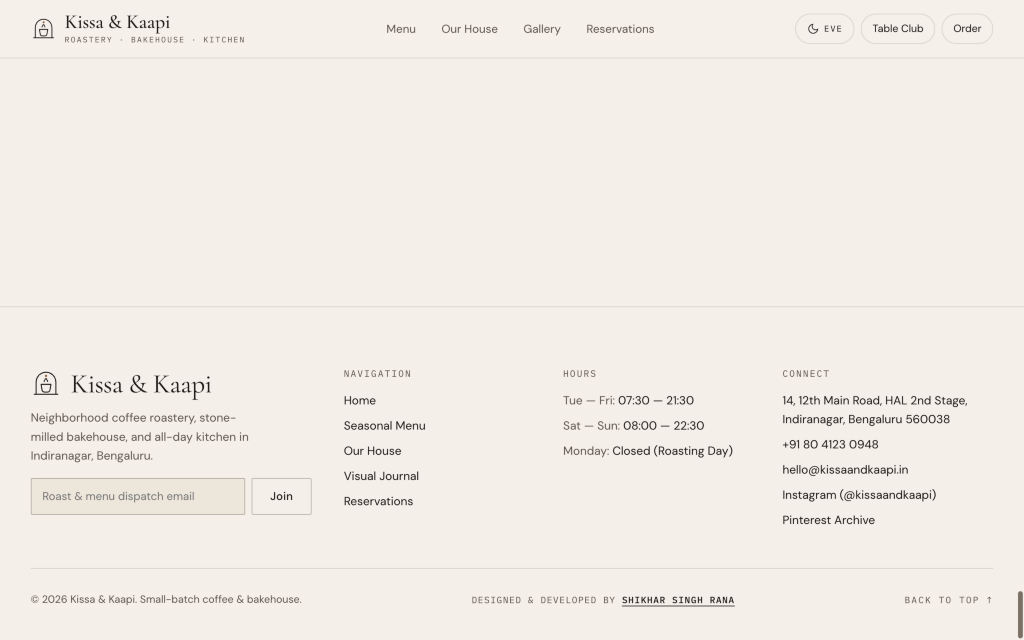 Kissa & Kaapi
ROASTERY · BAKEHOUSE · KITCHEN
Menu
Our House
Gallery
Reservations
EVE
Table Club
Order
Kissa & Kaapi
Neighborhood coffee roastery, stone-
milled bakehouse, and all-day kitchen in
Indiranagar, Bengaluru.
Roast & menu dispatch email
Join
NAVIGATION
Home
Seasonal Menu
Our House
Visual Journal
Reservations
HOURS
Tue — Fri: 07:30 — 21:30
Sat — Sun: 08:00 — 22:30
Monday: Closed (Roasting Day)
CONNECT
14, 12th Main Road, HAL 2nd Stage,
Indiranagar, Bengaluru 560038
+91 80 4123 0948
hello@kissaandkaapi.in
Instagram (@kissaandkaapi)
Pinterest Archive
© 2026 Kissa & Kaapi. Small-batch coffee & bakehouse.
DESIGNED & DEVELOPED BY SHIKHAR SINGH RANA
BACK TO TOP ↑